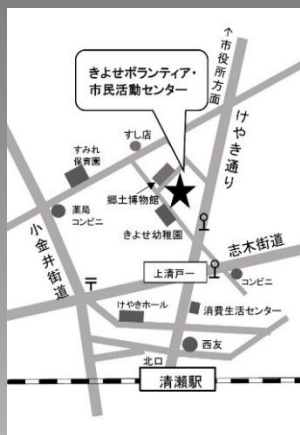 ↑市役所方面
きよせボランティア・
市民活動センター
けやき通り
すし店
すみれ
保育園
郷土博物館
薬局
コンビニ
きよせ幼稚園
小金井街道
志木街道
上清戸一
コンビニ
〒
けやきホール
消費生活センター
西友
北口
清瀬駅